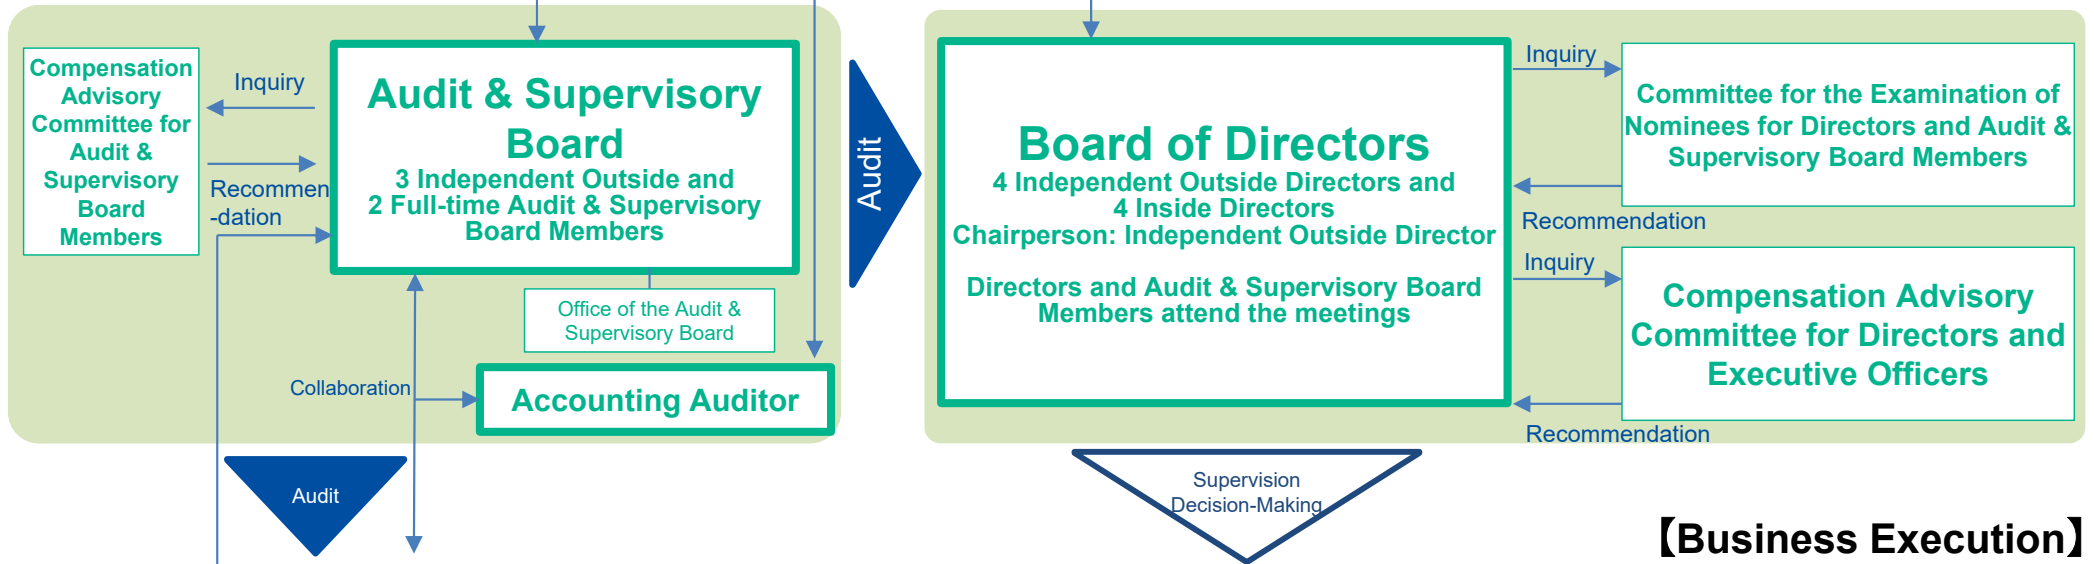 Compensation
Advisory
Committee for
Audit &
Supervisory
Board
Members
Inquiry
Recommen
-dation
Audit & Supervisory
Board
3 Independent Outside and
2 Full-time Audit & Supervisory
Board Members
Office of the Audit &
Supervisory Board
Collaboration
Accounting Auditor
Audit
Audit
Board of Directors
4 Independent Outside Directors and
4 Inside Directors
Chairperson: Independent Outside Director
Directors and Audit & Supervisory Board
Members attend the meetings
Inquiry
Committee for the Examination of
Nominees for Directors and Audit &
Supervisory Board Members
Recommendation
Inquiry
Compensation Advisory
Committee for Directors and
Executive Officers
Recommendation
Supervision
Decision-Making
【Business Execution】